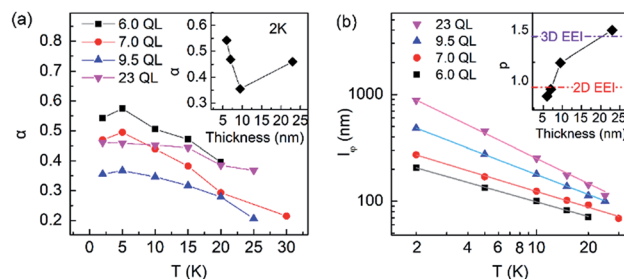 (a)
6.0 QL
7.0 QL
9.5 QL
23 QL
α
0.7
0.6
0.5
0.4
0.3
0.2
0 5 10 15 20 25 30
T (K)
2K
α
0.6
0.5
0.4
0.3
5 10 15 20 25
Thickness (nm)
(b)
23 QL
9.5 QL
7.0 QL
6.0 QL
lφ (nm)
1000
100
2 4 6 8 10 20
T (K)
3D EEI
2D EEI
p
1.5
1.0
5 10 15 20
Thickness (nm)